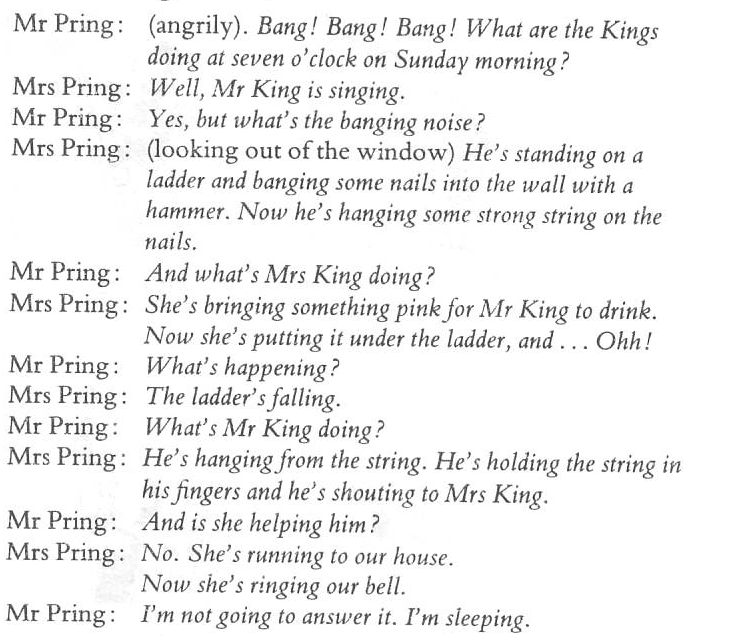 Mr Pring: (angrily). Bang! Bang! Bang! What are the Kings
doing at seven o'clock on Sunday morning?
Mrs Pring: Well, Mr King is singing.
Mr Pring: Yes, but what's the banging noise?
Mrs Pring: (looking out of the window) He's standing on a
ladder and banging some nails into the wall with a
hammer. Now he's hanging some strong string on the
nails.
Mr Pring: And what's Mrs King doing?
Mrs Pring: She's bringing something pink for Mr King to drink.
Now she's putting it under the ladder, and . . . Ohh!
Mr Pring: What's happening?
Mrs Pring: The ladder's falling.
Mr Pring: What's Mr King doing?
Mrs Pring: He's hanging from the string. He's holding the string in
his fingers and he's shouting to Mrs King.
Mr Pring: And is she helping him?
Mrs Pring: No. She's running to our house.
Now she's ringing our bell.
Mr Pring: I'm not going to answer it. I'm sleeping.